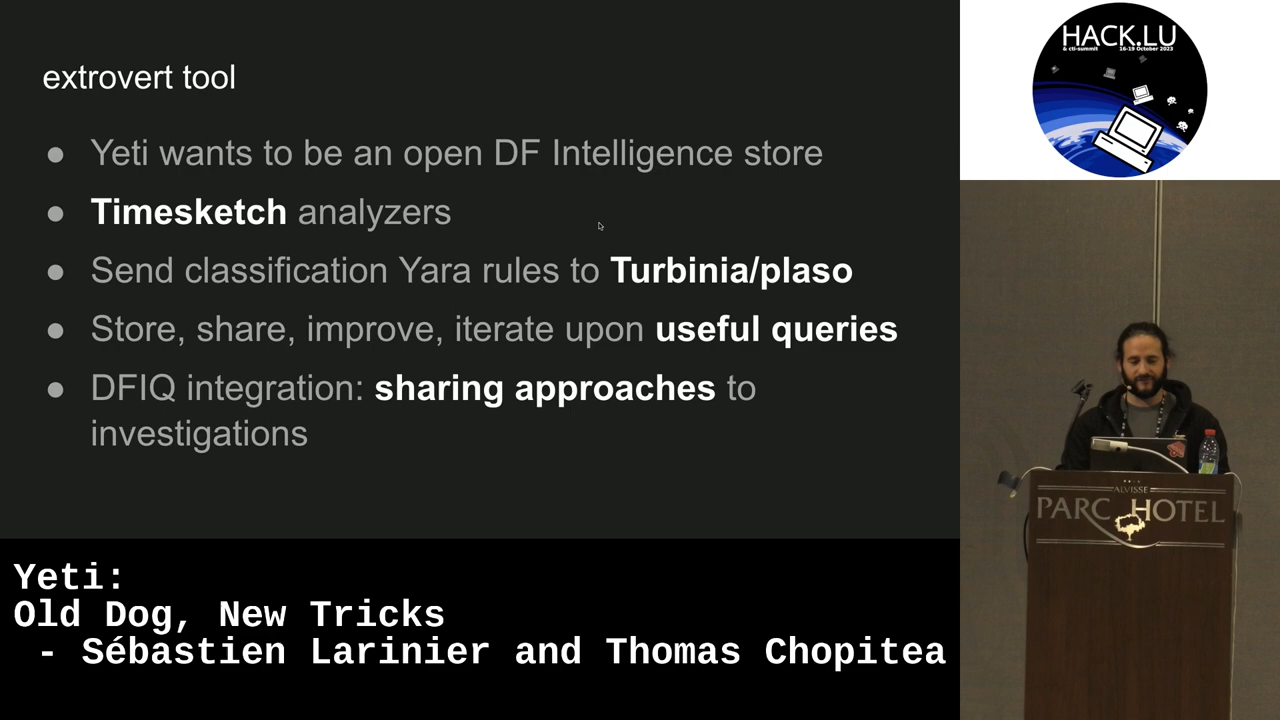 extrovert tool
● Yeti wants to be an open DF Intelligence store
● Timesketch analyzers
● Send classification Yara rules to Turbinia/plaso
● Store, share, improve, iterate upon useful queries
● DFIQ integration: sharing approaches to
investigations
Yeti:
Old Dog, New Tricks
- Sébastien Larinier and Thomas Chopitea
HACK.LU
& cti-summit 16-19 October 2023
ALVISSE
PARC HOTEL